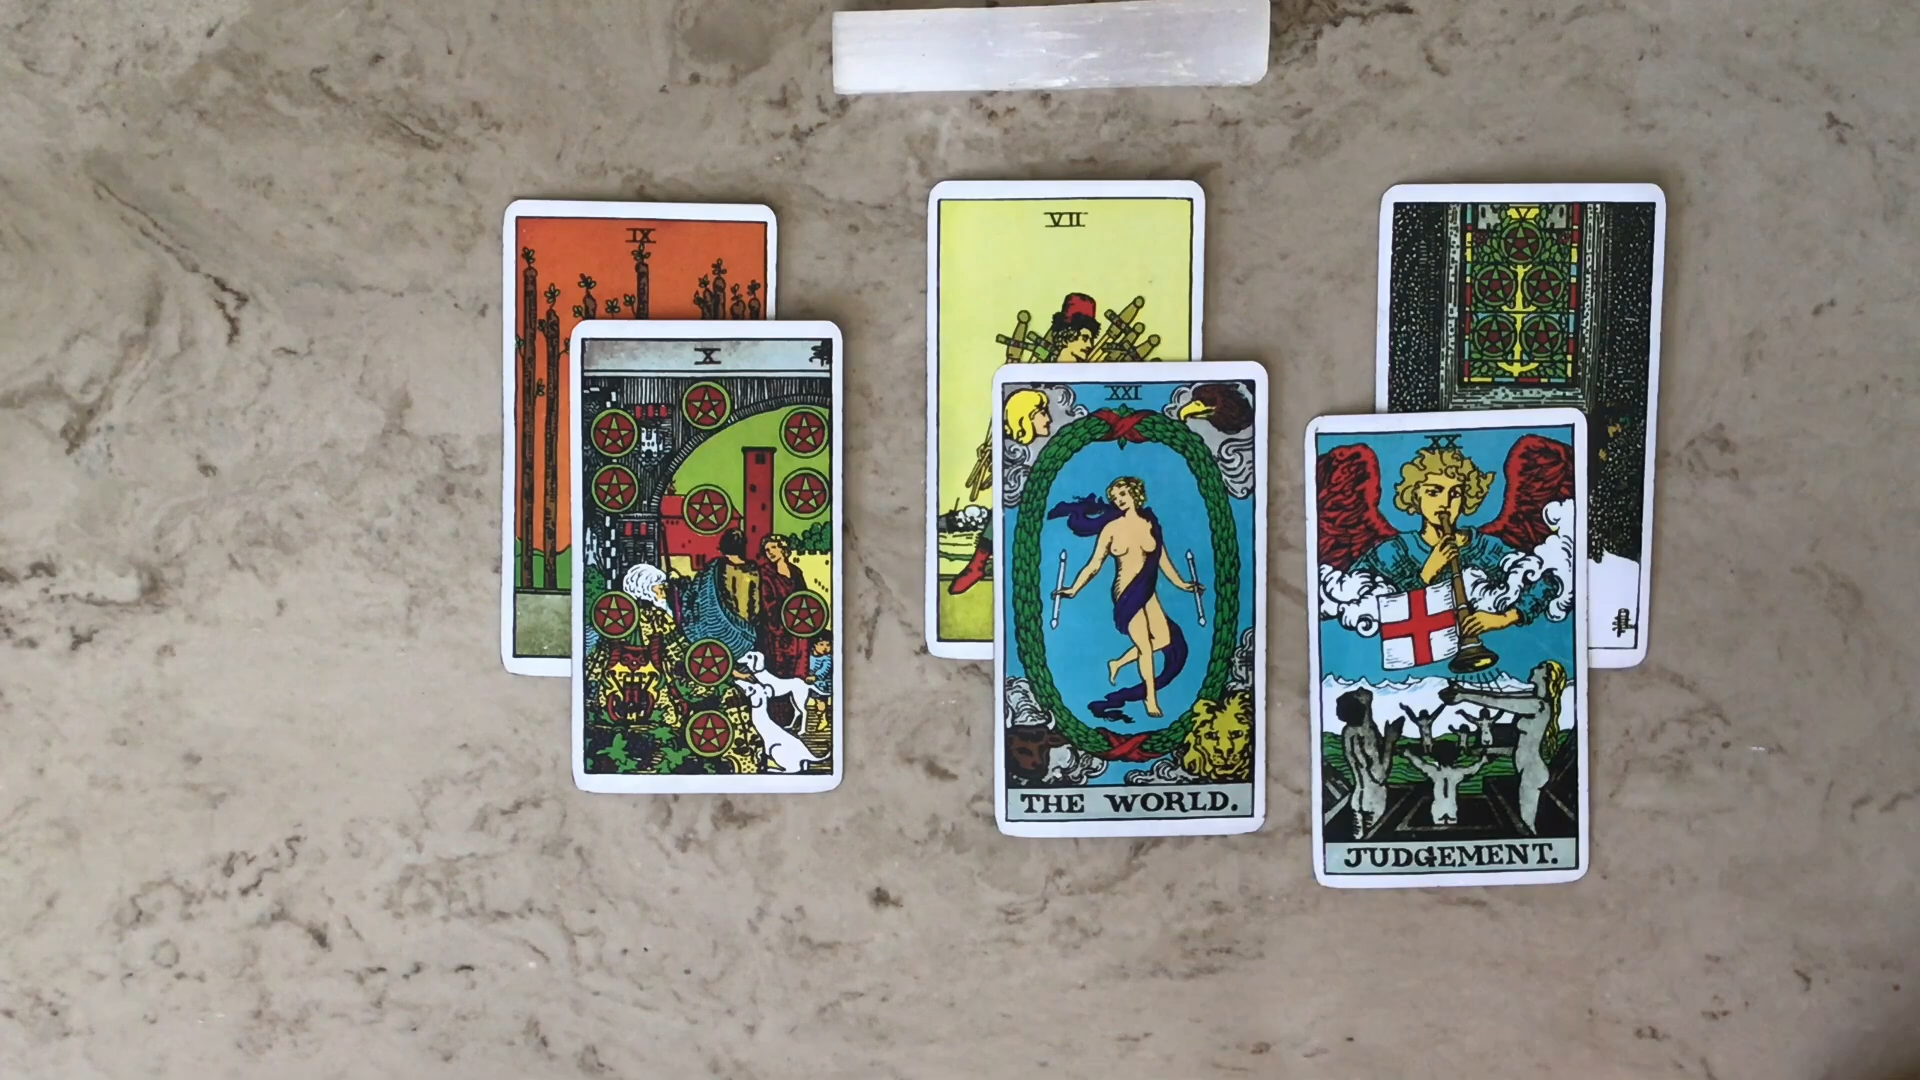 IX
VII
X
XXI
XX
THE WORLD.
JUDGEMENT.